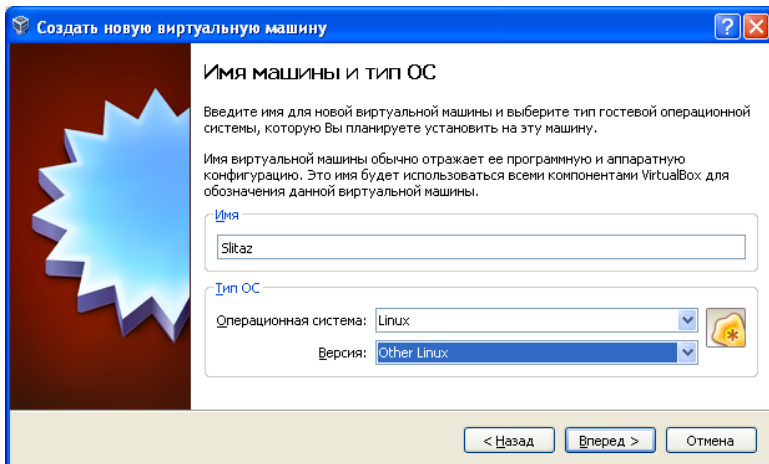 Создать новую виртуальную машину
Имя машины и тип ОС
Введите имя для новой виртуальной машины и выберите тип гостевой операционной
системы, которую Вы планируете установить на эту машину.
Имя виртуальной машины обычно отражает ее программную и аппаратную
конфигурацию. Это имя будет использоваться всеми компонентами VirtualBox для
обозначения данной виртуальной машины.
Имя
Slitaz
Тип ОС
Операционная система: Linux
Версия: Other Linux
< Назад Вперед > Отмена